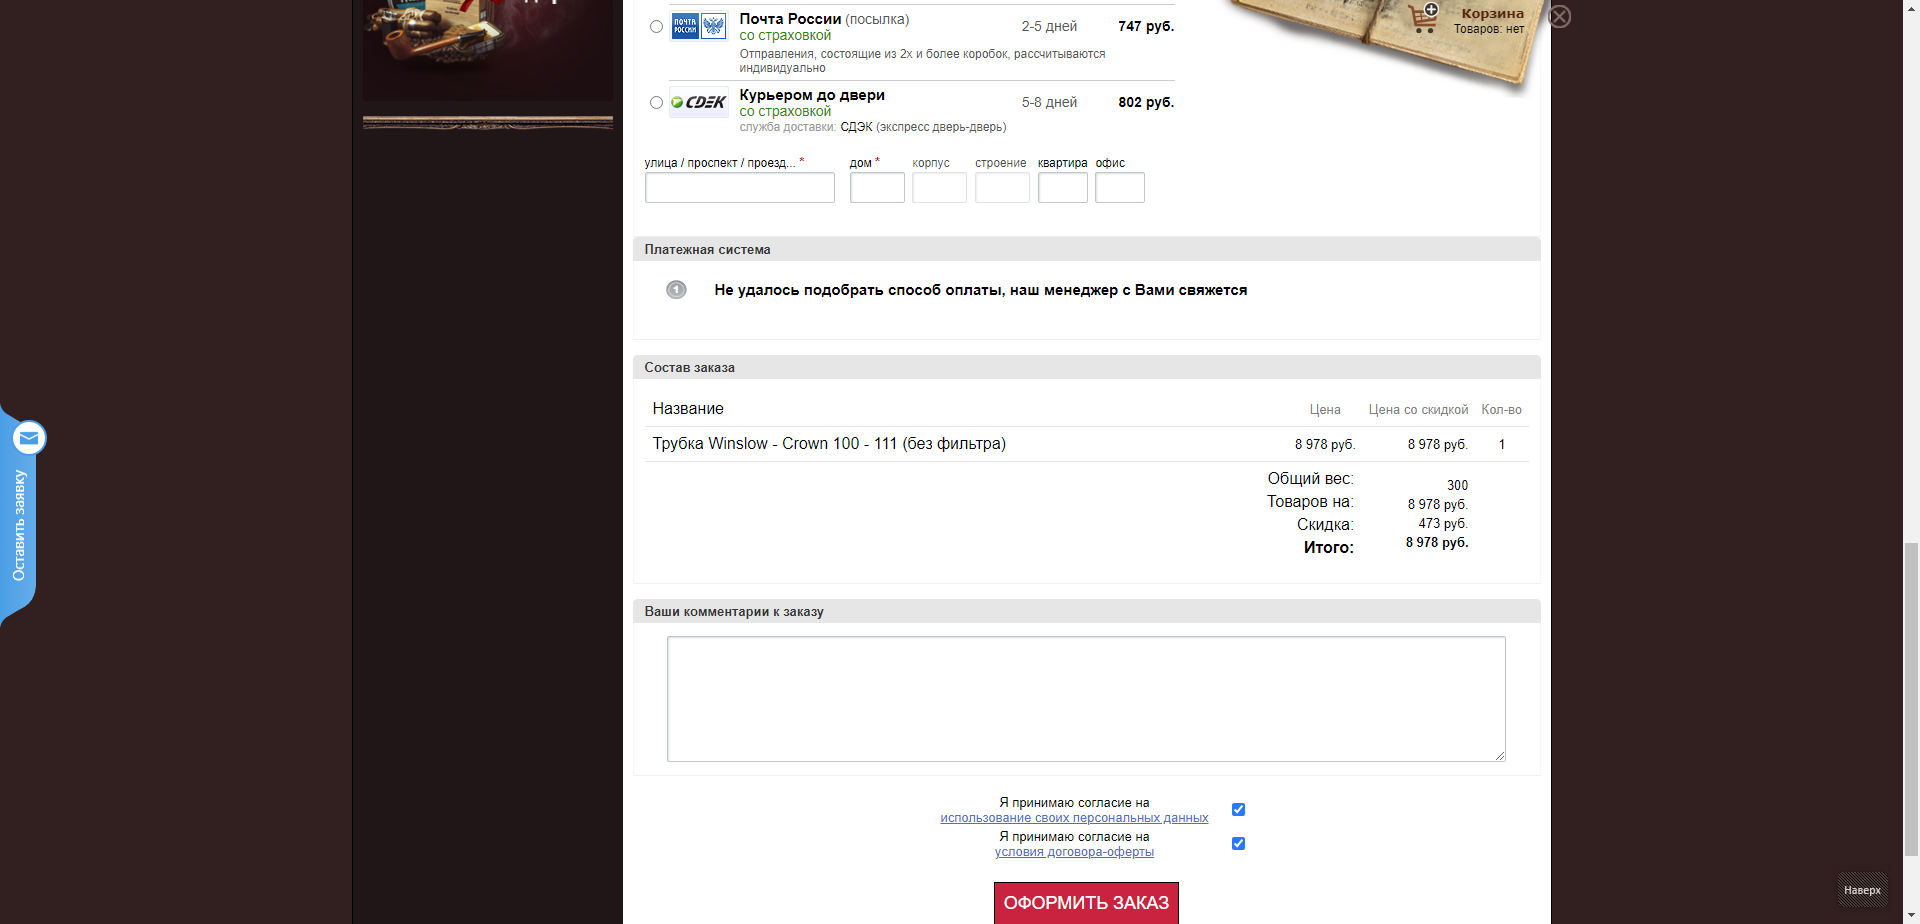 Почта России (посылка) 2-5 дней 747 руб.
со страховкой
Отправления, состоящие из 2х и более коробок, рассчитываются
индивидуально
ПОЧТА РОССИИ
Корзина
Товаров: нет
CDEK
Курьером до двери 5-8 дней 802 руб.
со страховкой
служба доставки: СДЭК (экспресс дверь-дверь)
улица / проспект / проезд... * дом * корпус строение квартира офис
Платежная система
1 Не удалось подобрать способ оплаты, наш менеджер с Вами свяжется
Состав заказа
Название Цена Цена со скидкой Кол-во
Трубка Winslow - Crown 100 - 111 (без фильтра) 8 978 руб. 8 978 руб. 1
Общий вес: 300
Товаров на: 8 978 руб.
Скидка: 473 руб.
Итого: 8 978 руб.
Оставить заявку
Ваши комментарии к заказу
Я принимаю согласие на
использование своих персональных данных
Я принимаю согласие на
условия договора-оферты
ОФОРМИТЬ ЗАКАЗ
Наверх